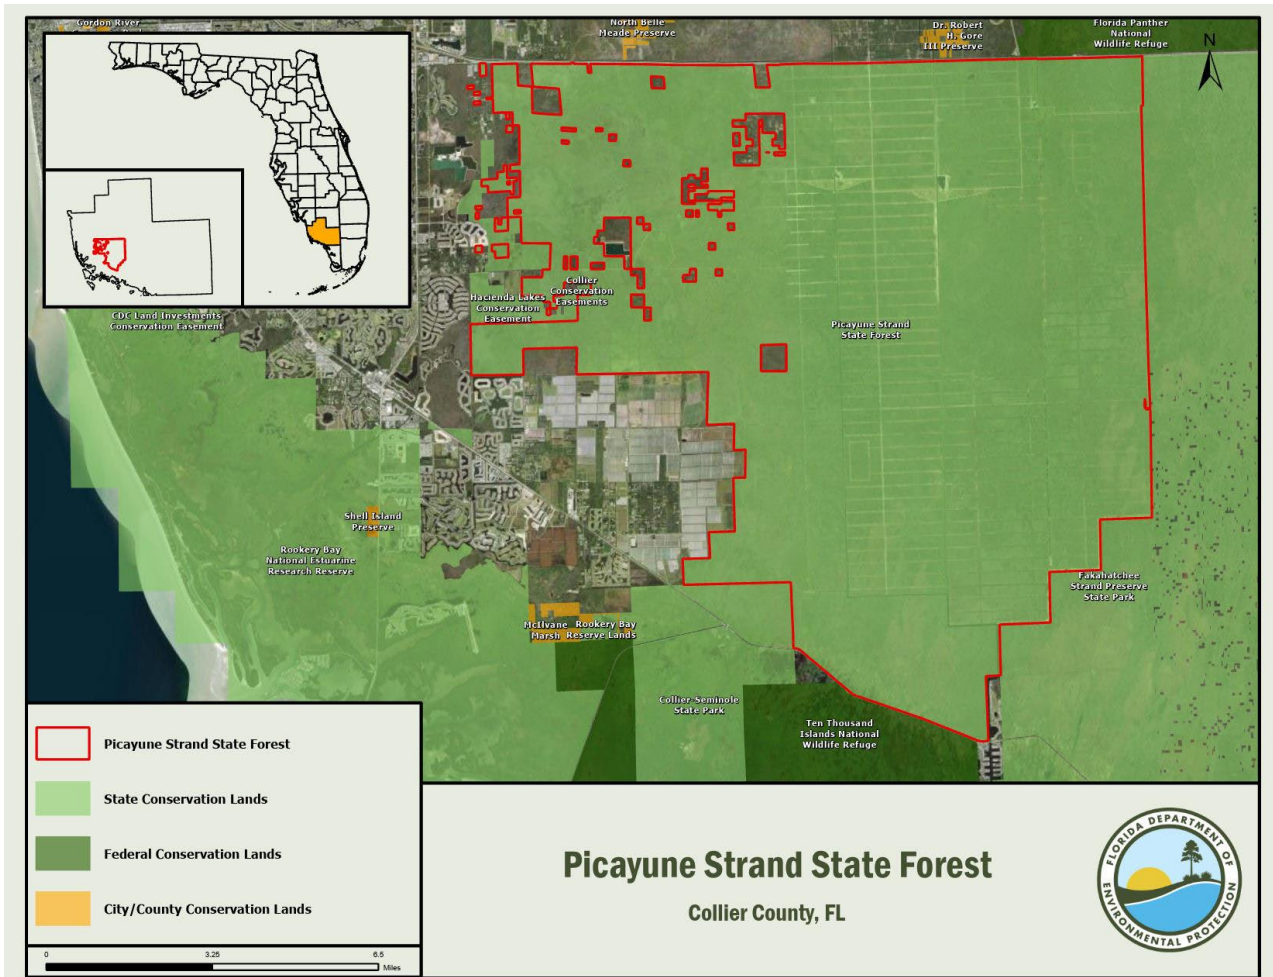 Gordon River
North Belle
Meade Preserve
Dr. Robert
H. Gore
III Preserve
Florida Panther
National
Wildlife Refuge
N
CDC Land Investments
Conservation Easement
Hacienda Lakes
Conservation
Easement
Collier
Conservation
Easements
Picayune Strand
State Forest
Shell Island
Preserve
Rookery Bay
National Estuarine
Research Reserve
McIlvane
Marsh
Rookery Bay
Reserve Lands
Fakahatchee
Strand Preserve
State Park
Collier-Seminole
State Park
Ten Thousand
Islands National
Wildlife Refuge
Picayune Strand State Forest
State Conservation Lands
Federal Conservation Lands
City/County Conservation Lands
0 3.25 6.5
Miles
Picayune Strand State Forest
Collier County, FL
FLORIDA DEPARTMENT OF
ENVIRONMENTAL PROTECTION